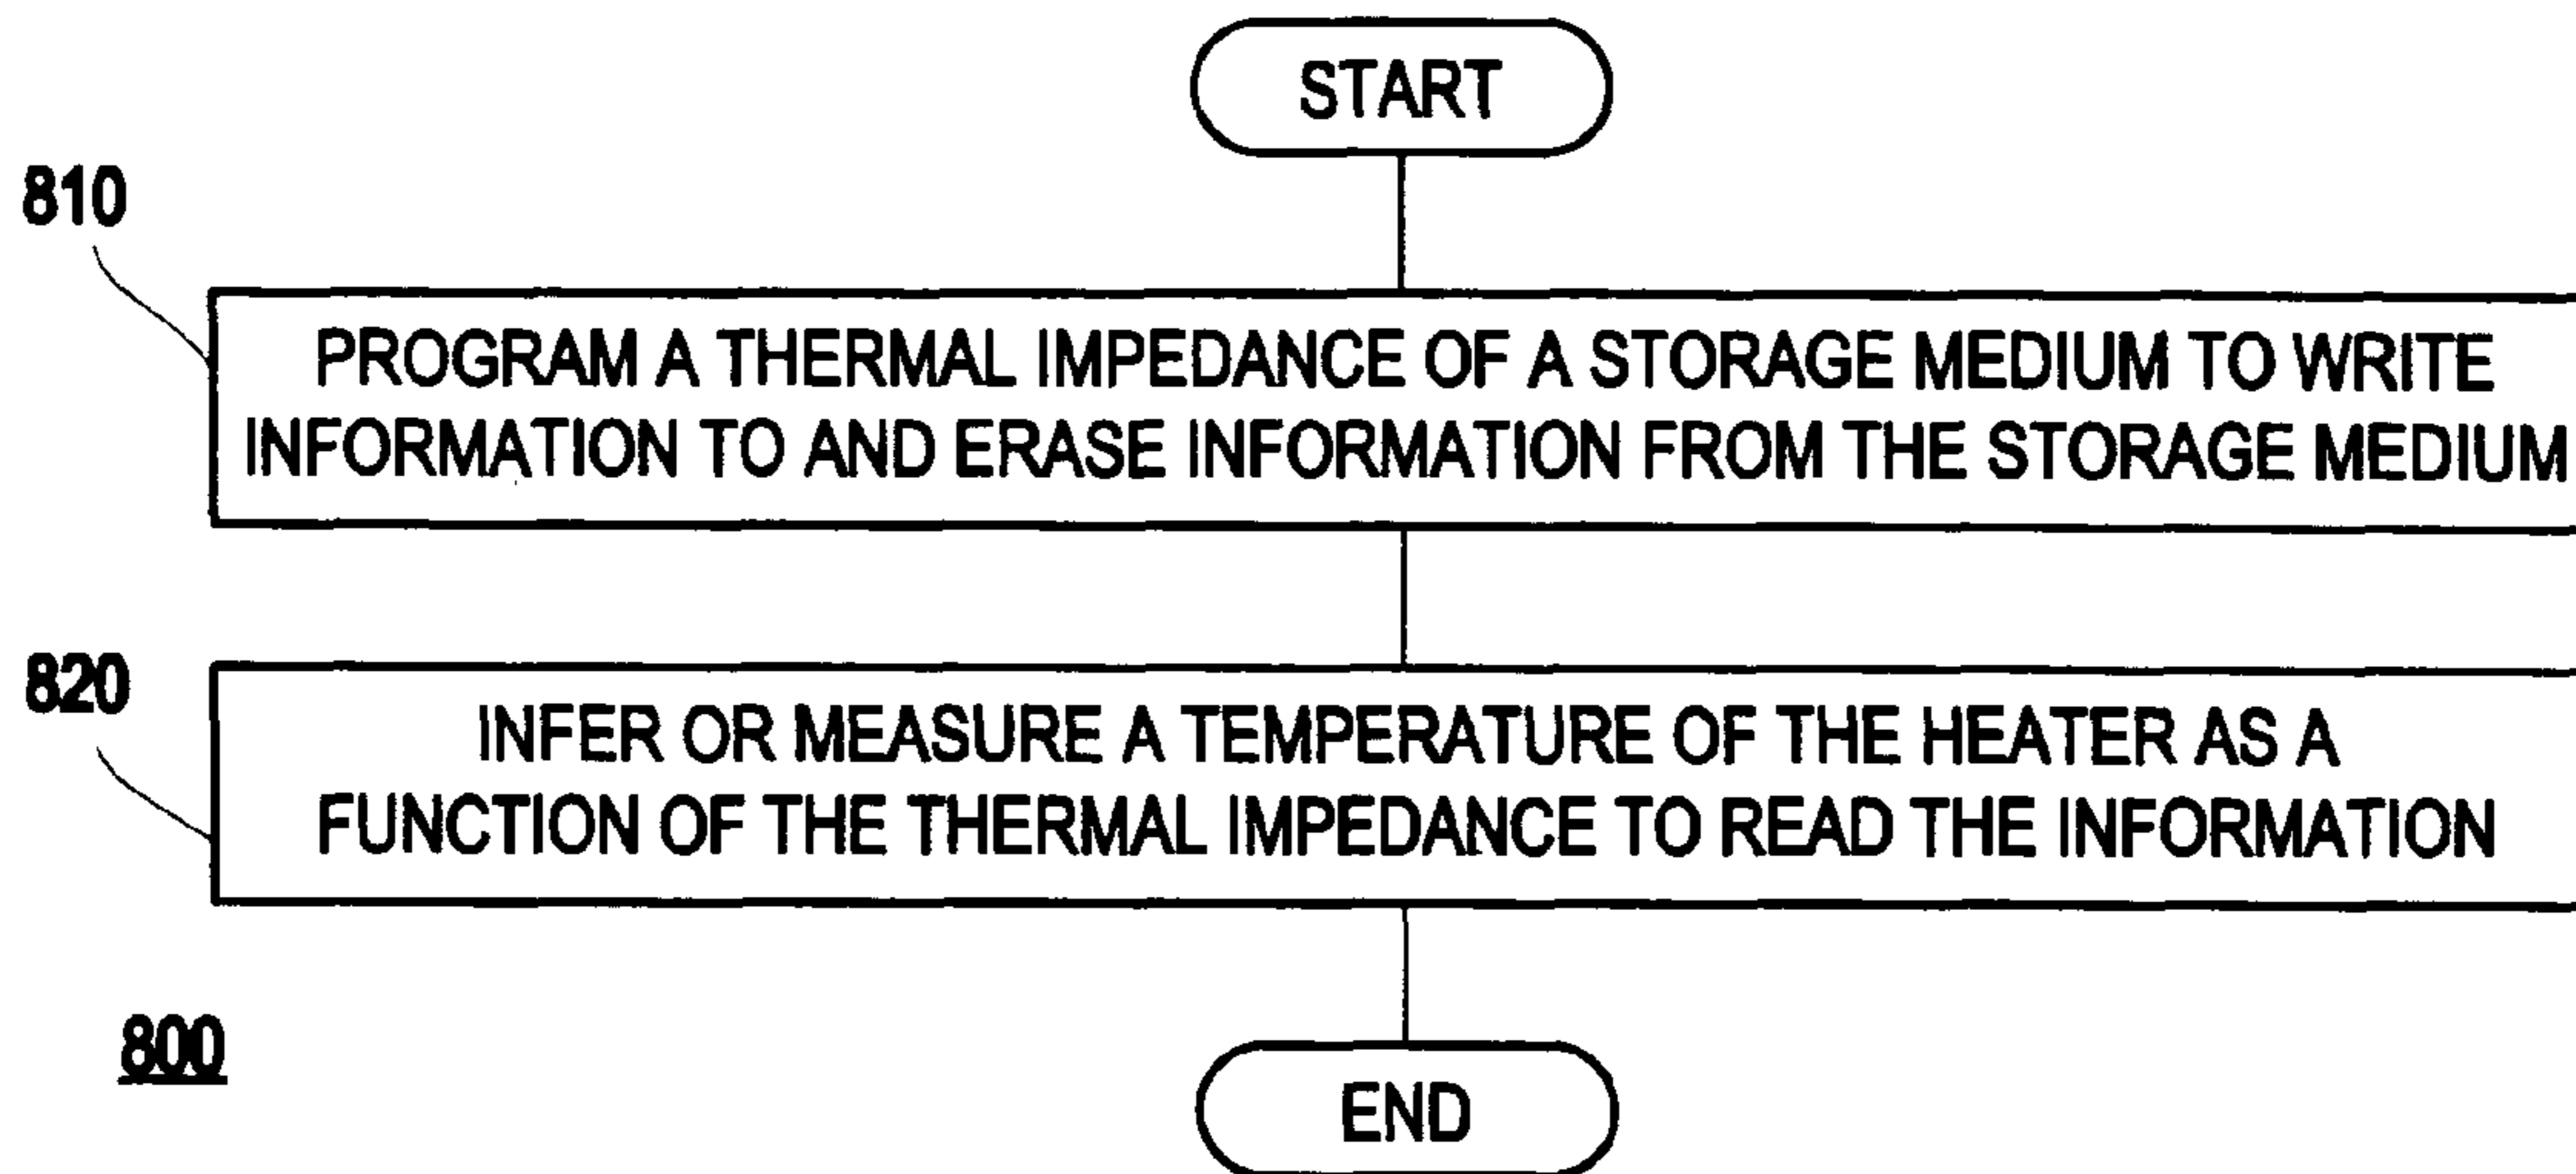 START
810
PROGRAM A THERMAL IMPEDANCE OF A STORAGE MEDIUM TO WRITE
INFORMATION TO AND ERASE INFORMATION FROM THE STORAGE MEDIUM
820
INFER OR MEASURE A TEMPERATURE OF THE HEATER AS A
FUNCTION OF THE THERMAL IMPEDANCE TO READ THE INFORMATION
800
END